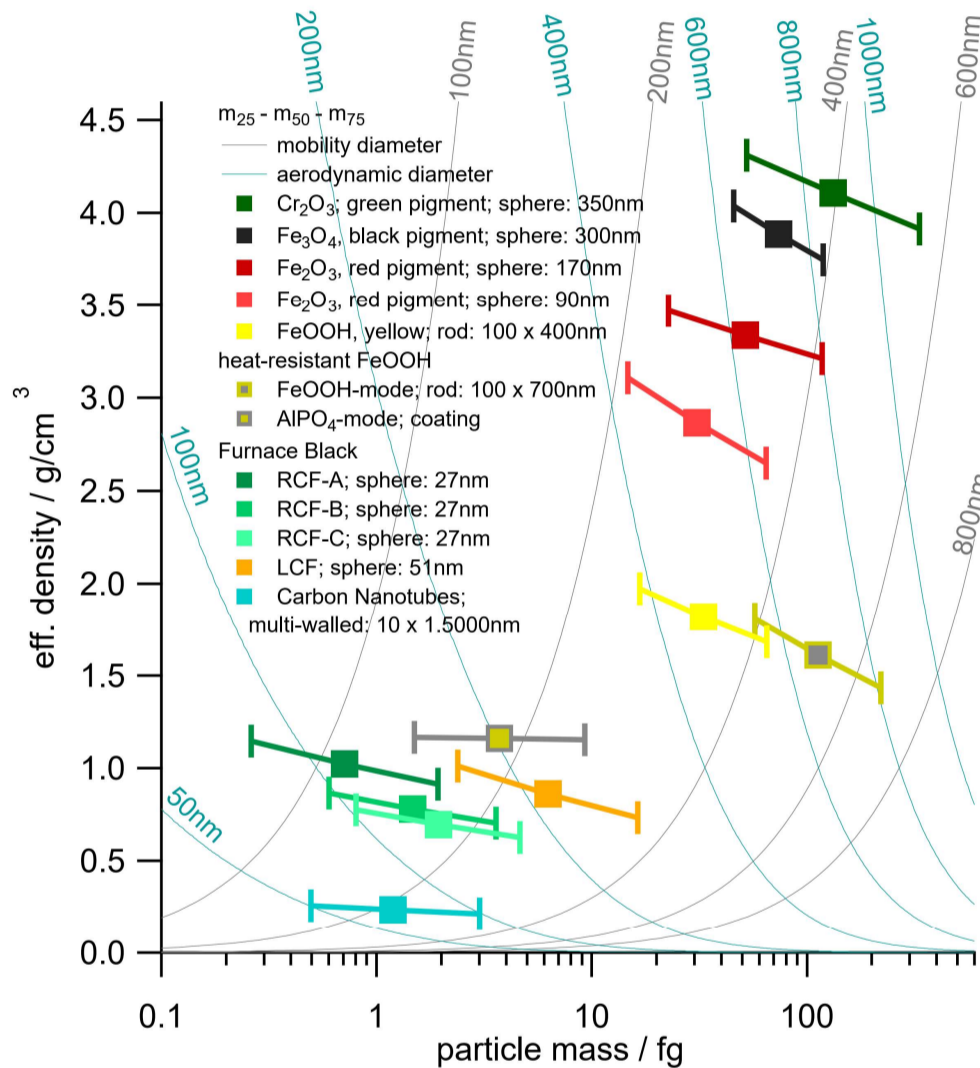 200nm
100nm
400nm
200nm
600nm
800nm
400nm
1000nm
600nm
4.5
4.0
3.5
3.0
2.5
2.0
1.5
1.0
0.5
0.0
eff. density / g/cm³
m₂₅ - m₅₀ - m₇₅
mobility diameter
aerodynamic diameter
Cr₂O₃; green pigment; sphere: 350nm
Fe₃O₄, black pigment; sphere: 300nm
Fe₂O₃, red pigment; sphere: 170nm
Fe₂O₃, red pigment; sphere: 90nm
FeOOH, yellow; rod: 100 x 400nm
heat-resistant FeOOH
FeOOH-mode; rod: 100 x 700nm
AlPO₄-mode; coating
Furnace Black
RCF-A; sphere: 27nm
RCF-B; sphere: 27nm
RCF-C; sphere: 27nm
LCF; sphere: 51nm
Carbon Nanotubes;
multi-walled: 10 x 1.5000nm
100nm
50nm
800nm
0.1
1
10
100
particle mass / fg